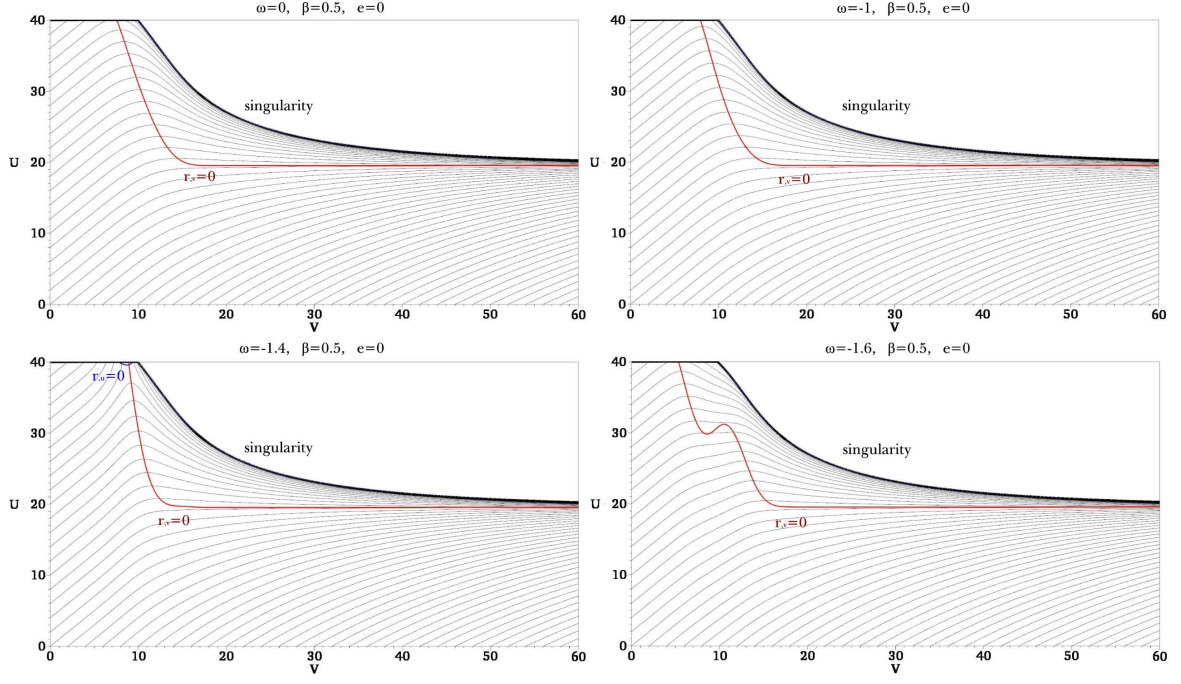 ω=0, β=0.5, e=0
40
30
20
10
0
U
singularity
r,ᵥ=0
0 10 20 30 40 50 60
V
ω=-1, β=0.5, e=0
40
30
20
10
0
U
singularity
r,ᵥ=0
0 10 20 30 40 50 60
V
ω=-1.4, β=0.5, e=0
40
30
20
10
0
U
r,ᵤ=0
singularity
r,ᵥ=0
0 10 20 30 40 50 60
V
ω=-1.6, β=0.5, e=0
40
30
20
10
0
U
singularity
r,ᵥ=0
0 10 20 30 40 50 60
V